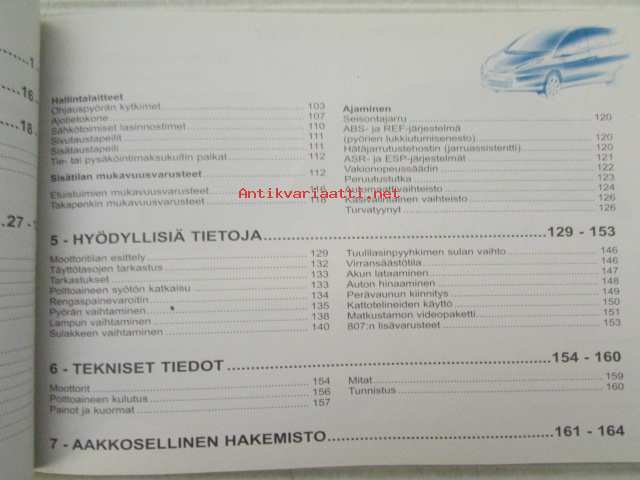 1
16
18
27 -
Hallintalaitteet
Ohjauspyörän kytkimet 103
Ajotietokone 107
Sähkötoimiset lasinnostimet 110
Sivutaustapeilit 111
Sisätaustapeili 111
Tie- tai pysäköintimaksukuitin paikat 112
Sisätilan mukavuusvarusteet 112
Etuistuimien mukavuusvarusteet
Takapenkin mukavuusvarusteet
Ajaminen
Seisontajarru 120
ABS- ja REF-järjestelmä
(pyörien lukkiutumisenesto) 120
Hätäjarrutustehostin (jarruassistentti) 120
ASR- ja ESP-järjestelmät 121
Vakionopeussäädin 122
Peruutustutka 123
Automaattivaihteisto 124
Käsivalintainen vaihteisto 126
Turvatyynyt 126
Antikvariaatti.net
5 - HYÖDYLLISIÄ TIETOJA 129 - 153
Moottoritilan esittely 129
Täyttötasojen tarkastus 132
Tarkastukset 133
Polttoaineen syötön katkaisu 133
Rengaspainevaroitin 134
Pyörän vaihtaminen 135
Lampun vaihtaminen 138
Sulakkeen vaihtaminen 140
Tuulilasinpyyhkimen sulan vaihto 146
Virransäästötila 146
Akun lataaminen 147
Auton hinaaminen 148
Perävaunun kiinnitys 149
Kattotelineiden käyttö 150
Matkustamon videopaketti 151
807:n lisävarusteet 153
6 - TEKNISET TIEDOT 154 - 160
Moottorit 154
Polttoaineen kulutus 156
Painot ja kuormat 157
Mitat 159
Tunnistus 160
7 - AAKKOSELLINEN HAKEMISTO 161 - 164